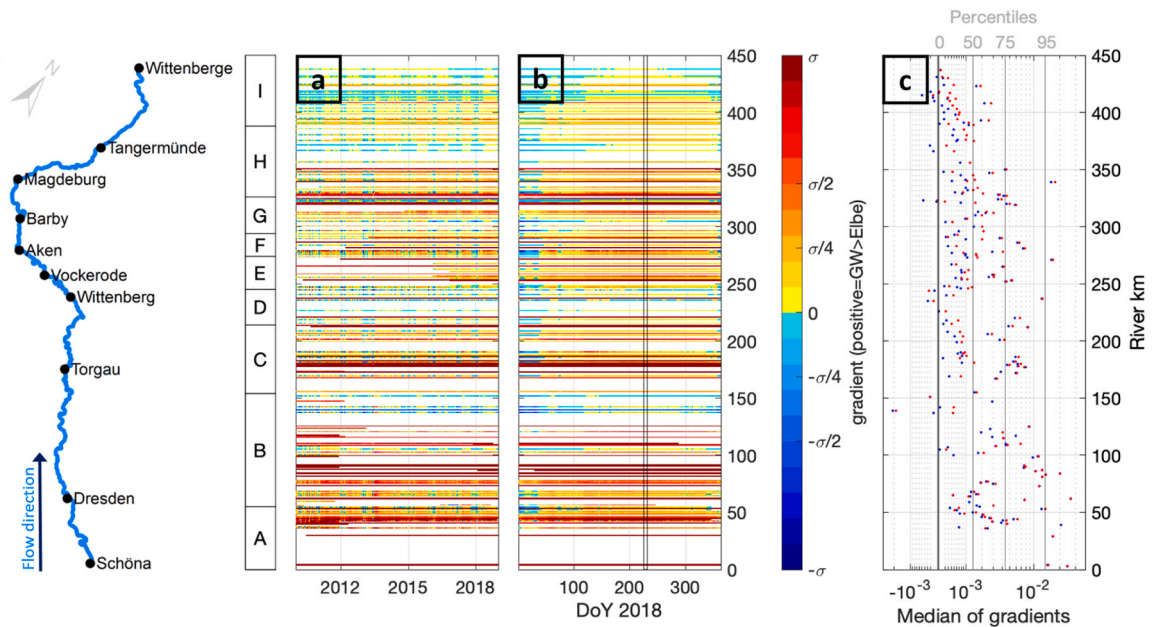 N
Wittenberge
Tangermünde
Magdeburg
Barby
Aken
Vockerode
Wittenberg
Torgau
Dresden
Schöna
Flow direction
I
H
G
F
E
D
C
B
A
a
2012
2015
2018
b
100
200
300
DoY 2018
450
400
350
300
250
200
150
100
50
0
σ
σ/2
σ/4
0
-σ/4
-σ/2
-σ
gradient (positive=GW>Elbe)
Percentiles
0
50
75
95
c
450
400
350
300
250
200
150
100
50
0
River km
-10⁻³
10⁻³
10⁻²
Median of gradients